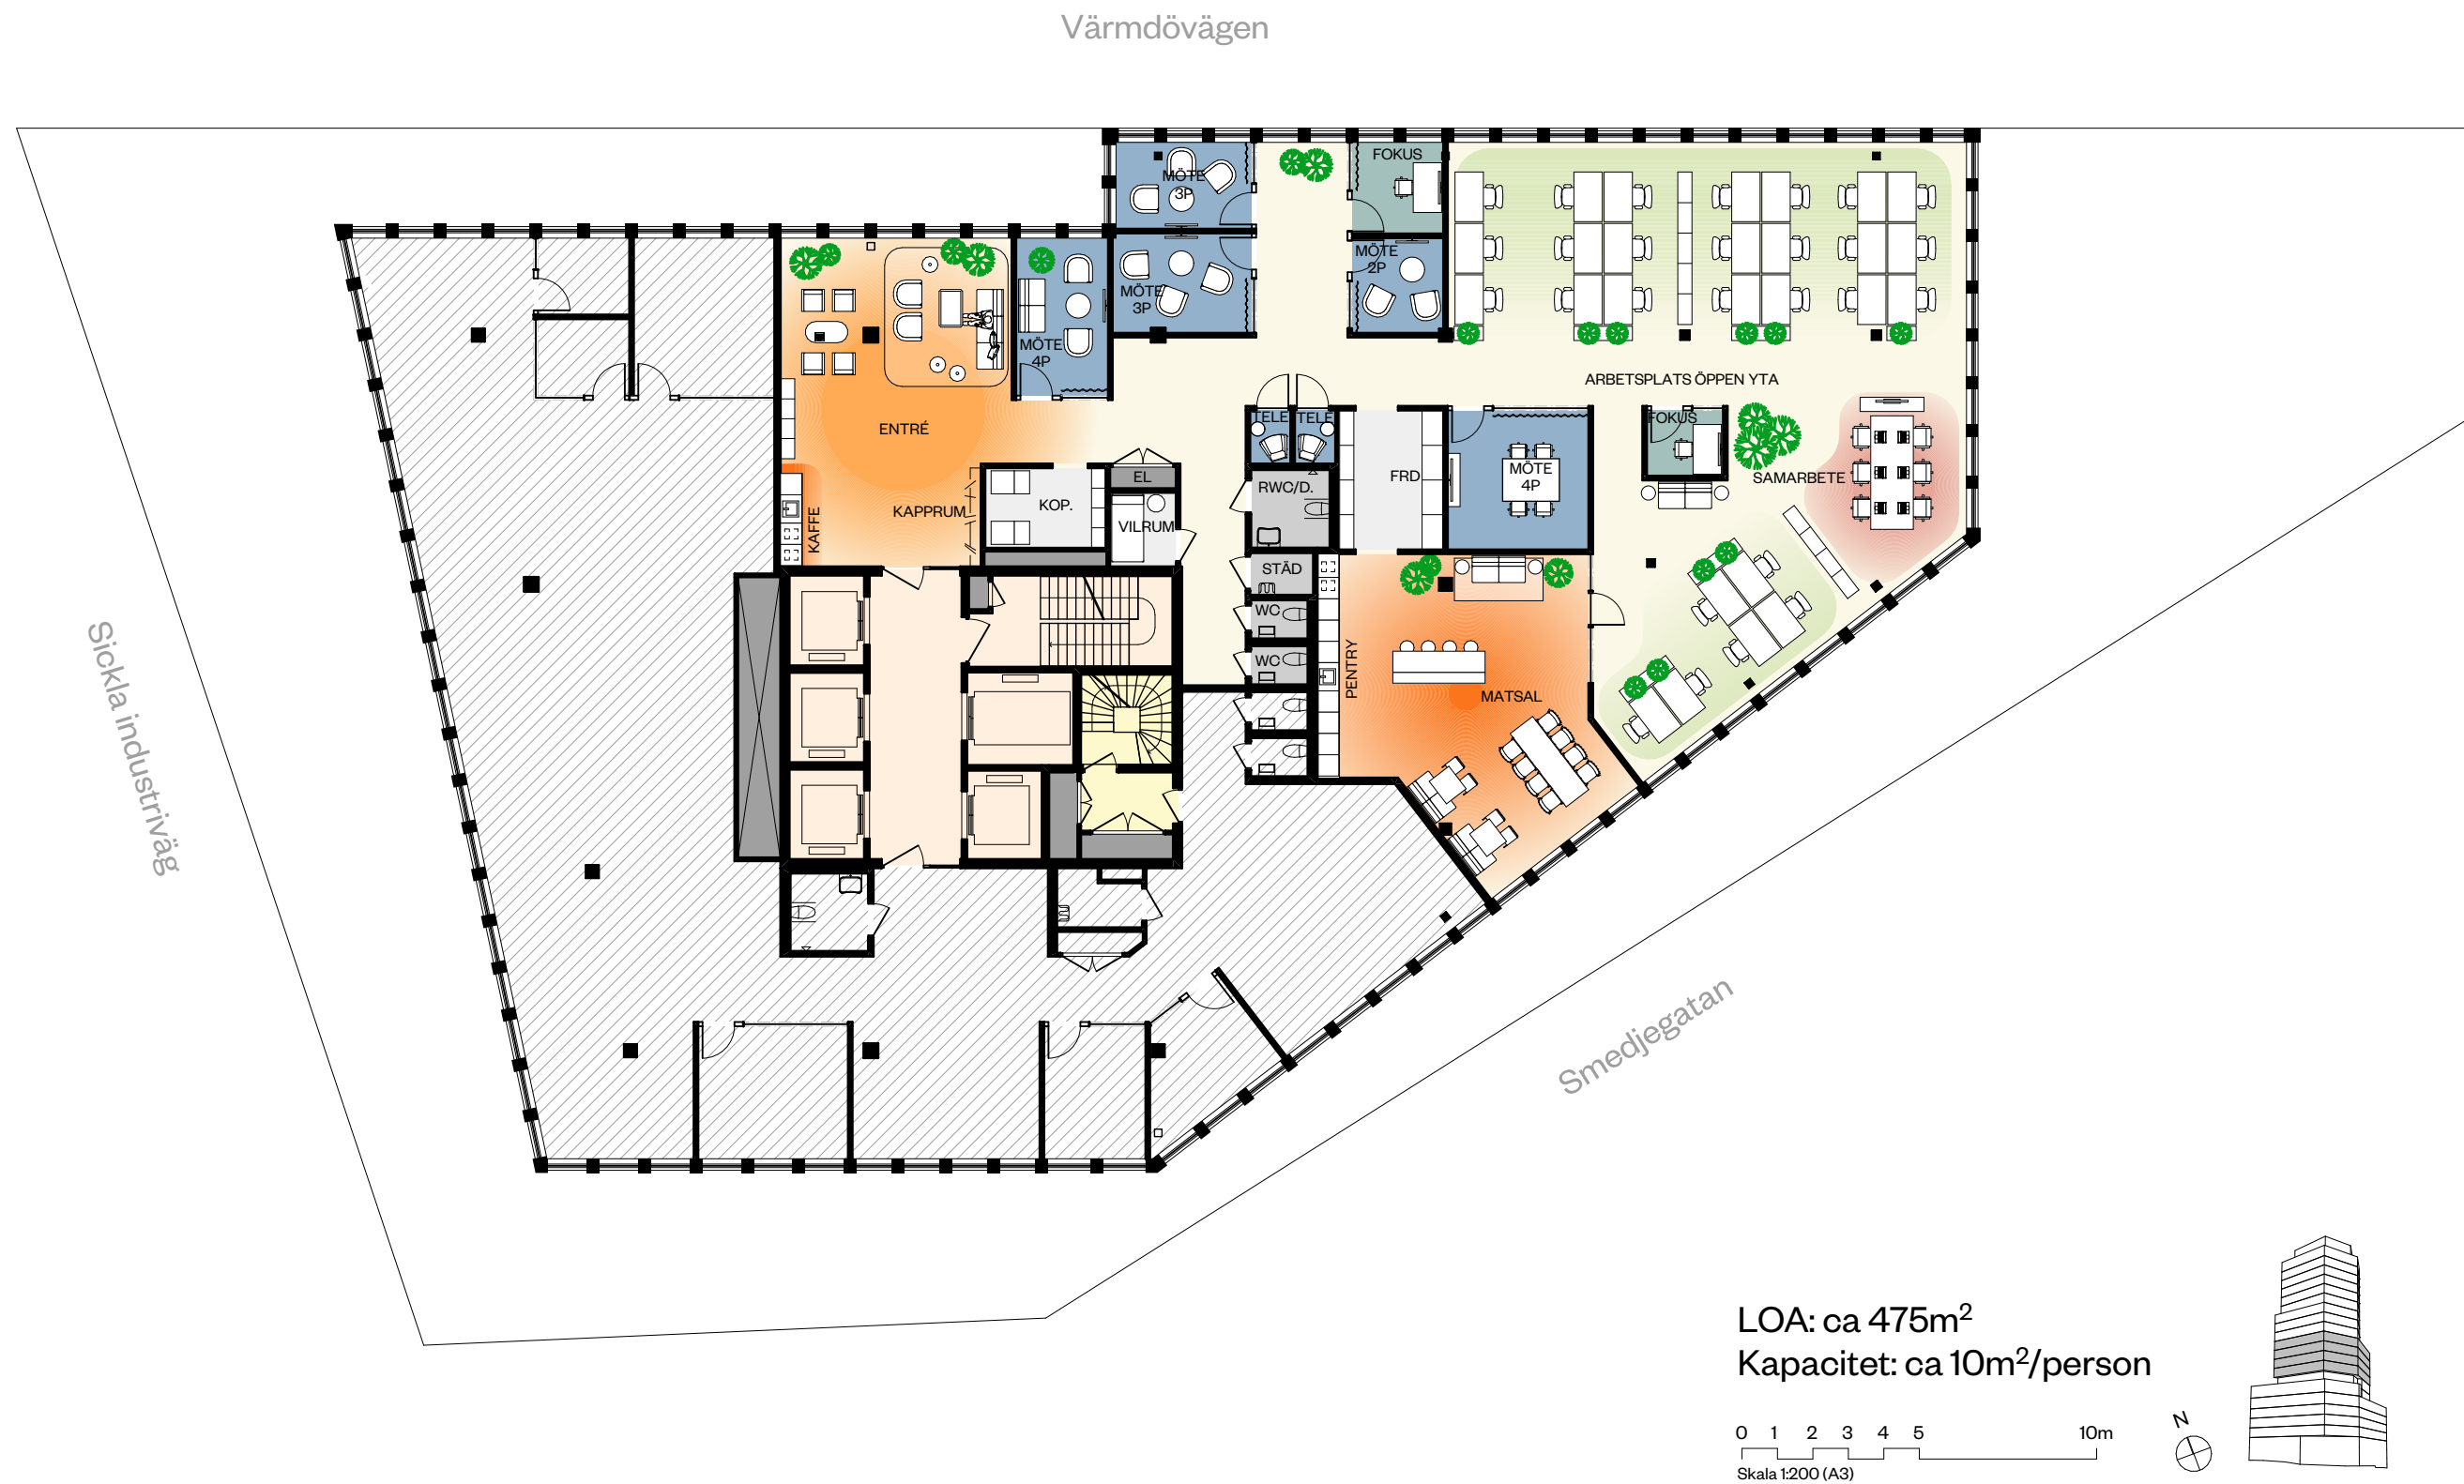 Värmdövägen
FOKUS
MÖTE
3P
MÖTE
2P
MÖTE
3P
MÖTE
4P
ARBETSPLATS ÖPPEN YTA
TELE
TELE
FOKUS
ENTRÉ
SAMARBETE
MÖTE
4P
FRD
EL
RWC/D.
KOP.
KAPPRUM
KAFFE
VILRUM
STÄD
WC
WC
PENTRY
MATSAL
Sickla industriväg
Smedjegatan
LOA: ca 475m²
Kapacitet: ca 10m²/person
0 1 2 3 4 5 10m
Skala 1:200 (A3)
N